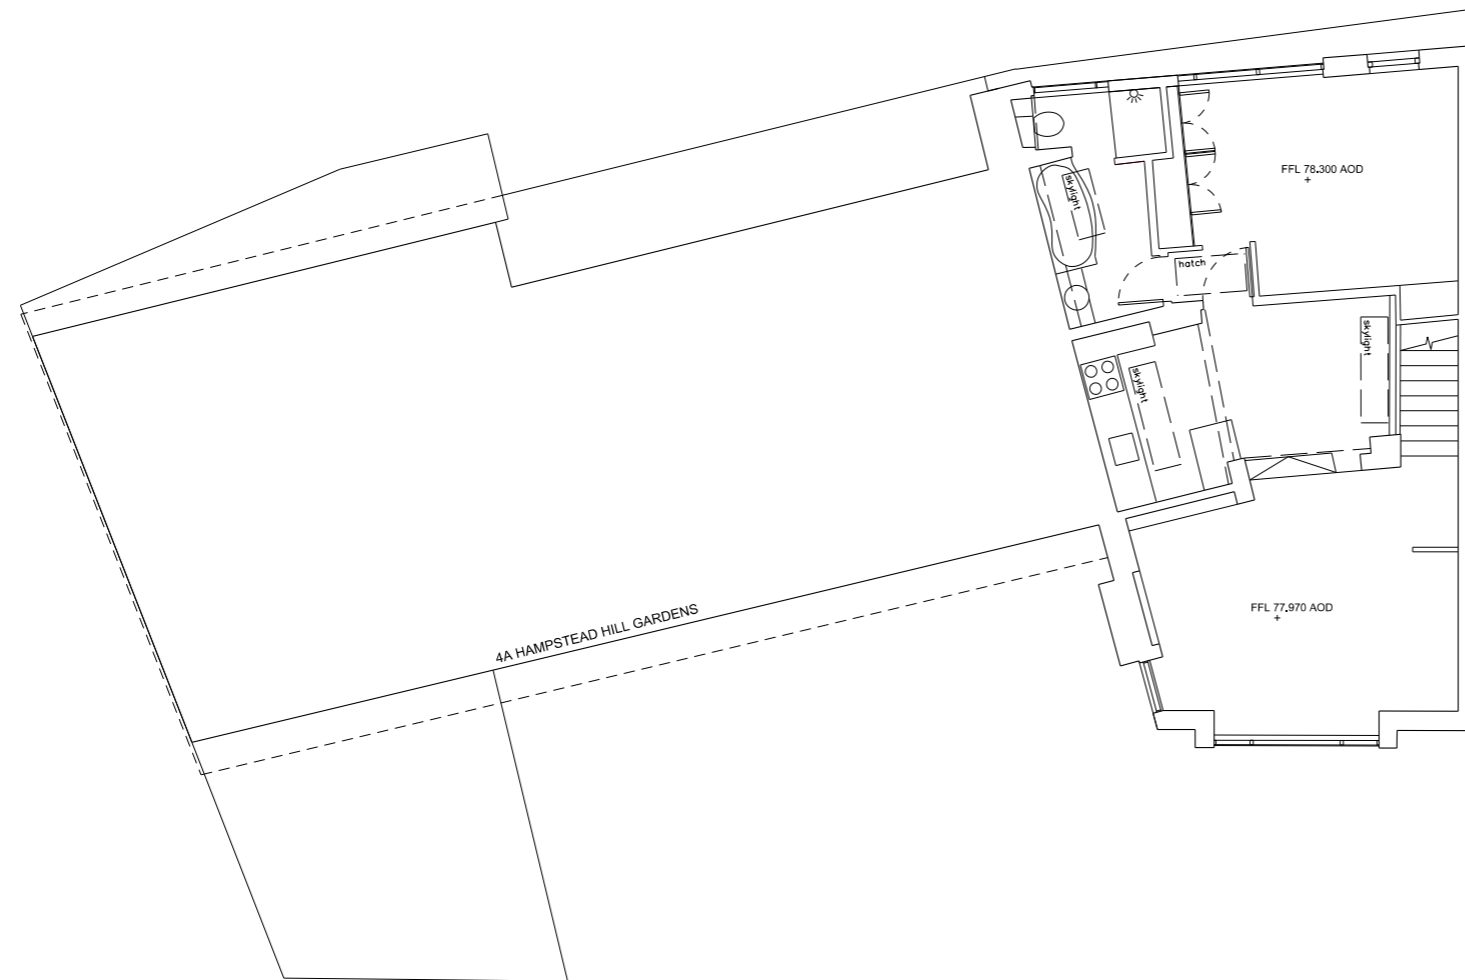 FFL 78.300 AOD
skylight
hatch
skylight
skylight
FFL 77.970 AOD
4A HAMPSTEAD HILL GARDENS